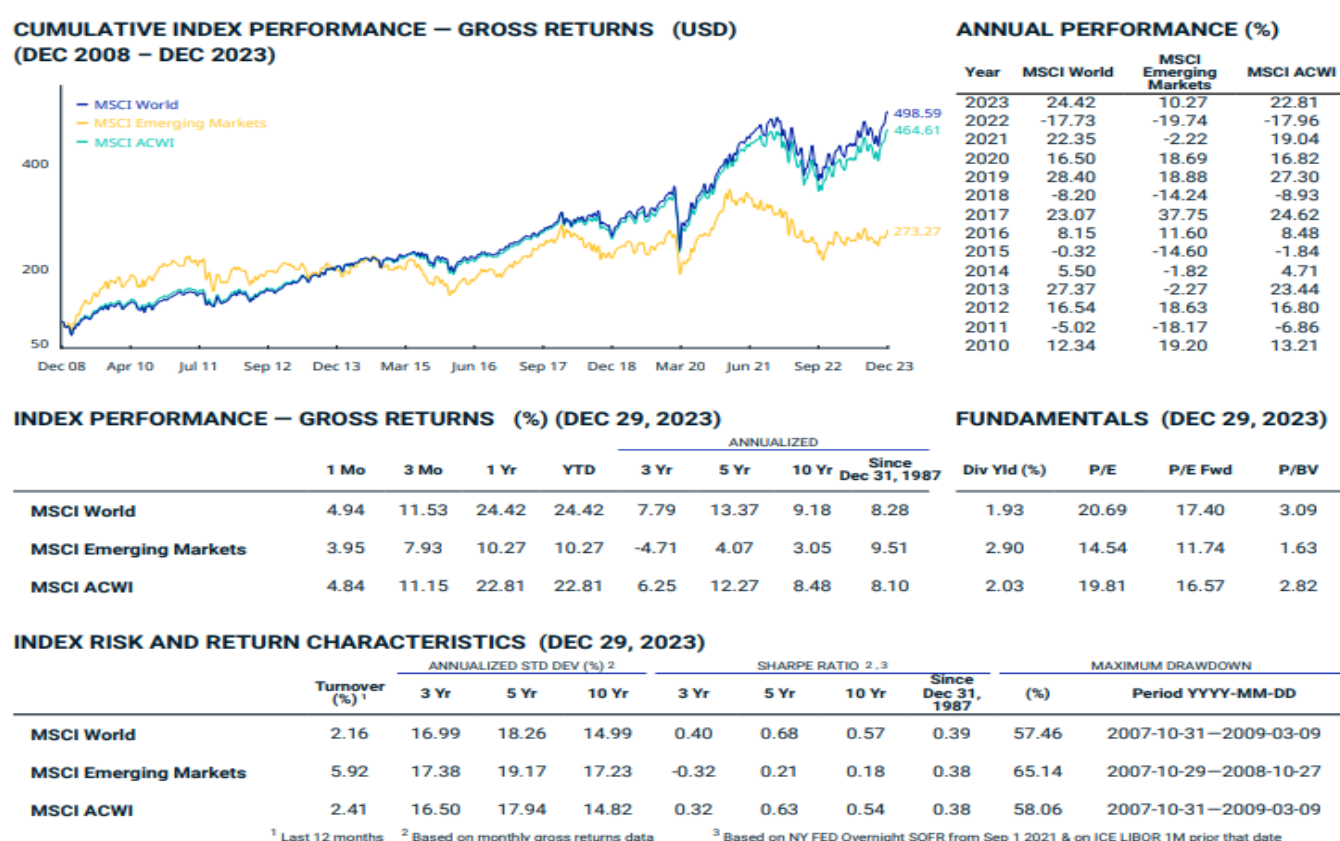 CUMULATIVE INDEX PERFORMANCE — GROSS RETURNS (USD)
(DEC 2008 – DEC 2023)
MSCI World
MSCI Emerging Markets
MSCI ACWI
498.59
464.61
273.27
400
200
50
Dec 08 Apr 10 Jul 11 Sep 12 Dec 13 Mar 15 Jun 16 Sep 17 Dec 18 Mar 20 Jun 21 Sep 22 Dec 23
ANNUAL PERFORMANCE (%)
Year MSCI World MSCI Emerging Markets MSCI ACWI
2023 24.42 10.27 22.81
2022 -17.73 -19.74 -17.96
2021 22.35 -2.22 19.04
2020 16.50 18.69 16.82
2019 28.40 18.88 27.30
2018 -8.20 -14.24 -8.93
2017 23.07 37.75 24.62
2016 8.15 11.60 8.48
2015 -0.32 -14.60 -1.84
2014 5.50 -1.82 4.71
2013 27.37 -2.27 23.44
2012 16.54 18.63 16.80
2011 -5.02 -18.17 -6.86
2010 12.34 19.20 13.21
INDEX PERFORMANCE — GROSS RETURNS (%) (DEC 29, 2023)
ANNUALIZED
1 Mo 3 Mo 1 Yr YTD 3 Yr 5 Yr 10 Yr Since Dec 31, 1987
MSCI World 4.94 11.53 24.42 24.42 7.79 13.37 9.18 8.28
MSCI Emerging Markets 3.95 7.93 10.27 10.27 -4.71 4.07 3.05 9.51
MSCI ACWI 4.84 11.15 22.81 22.81 6.25 12.27 8.48 8.10
FUNDAMENTALS (DEC 29, 2023)
Div Yld (%) P/E P/E Fwd P/BV
1.93 20.69 17.40 3.09
2.90 14.54 11.74 1.63
2.03 19.81 16.57 2.82
INDEX RISK AND RETURN CHARACTERISTICS (DEC 29, 2023)
ANNUALIZED STD DEV (%) 2 SHARPE RATIO 2,3 MAXIMUM DRAWDOWN
Turnover (%) 1 3 Yr 5 Yr 10 Yr 3 Yr 5 Yr 10 Yr Since Dec 31, 1987 (%) Period YYYY-MM-DD
MSCI World 2.16 16.99 18.26 14.99 0.40 0.68 0.57 0.39 57.46 2007-10-31—2009-03-09
MSCI Emerging Markets 5.92 17.38 19.17 17.23 -0.32 0.21 0.18 0.38 65.14 2007-10-29—2008-10-27
MSCI ACWI 2.41 16.50 17.94 14.82 0.32 0.63 0.54 0.38 58.06 2007-10-31—2009-03-09
1 Last 12 months 2 Based on monthly gross returns data 3 Based on NY FED Overnight SOFR from Sep 1 2021 & on ICE LIBOR 1M prior that date